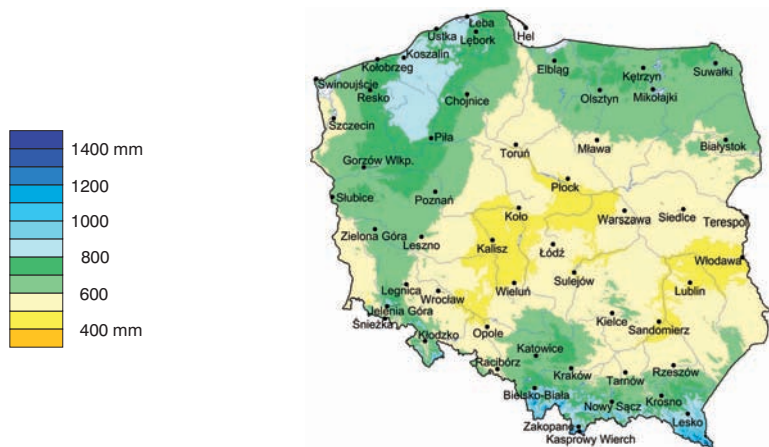 1400 mm
1200
1000
800
600
400 mm
Łeba
Ustka
Lębork
Hel
Koszalin
Kołobrzeg
Elbląg
Kętrzyn
Suwałki
Świnoujście
Resko
Chojnice
Olsztyn
Mikołajki
Szczecin
Piła
Toruń
Mława
Białystok
Gorzów Wlkp.
Płock
Słubice
Poznań
Koło
Warszawa
Siedlce
Terespol
Zielona Góra
Leszno
Kalisz
Łódź
Włodawa
Sulejów
Legnica
Wrocław
Wieluń
Lublin
Jelenia Góra
Śnieżka
Kielce
Sandomierz
Opole
Kłodzko
Katowice
Racibórz
Kraków
Tarnów
Rzeszów
Bielsko-Biała
Nowy Sącz
Krosno
Lesko
Zakopane
Kasprowy Wierch